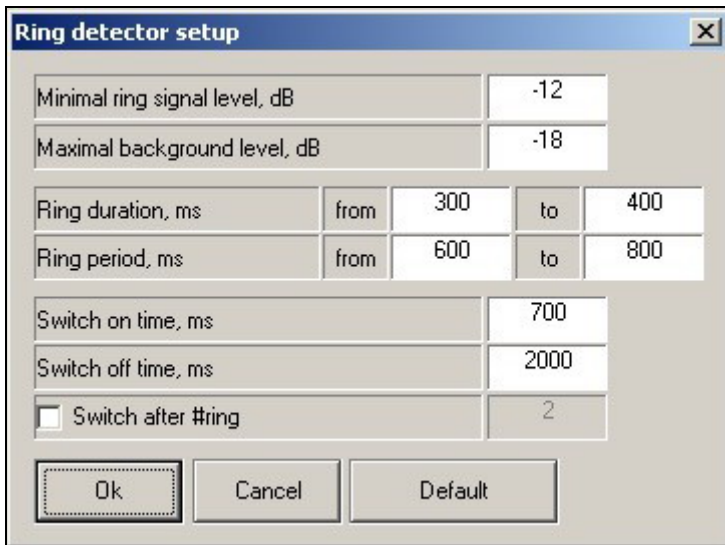 Ring detector setup
Minimal ring signal level, dB -12
Maximal background level, dB -18
Ring duration, ms from 300 to 400
Ring period, ms from 600 to 800
Switch on time, ms 700
Switch off time, ms 2000
Switch after #ring 2
Ok Cancel Default